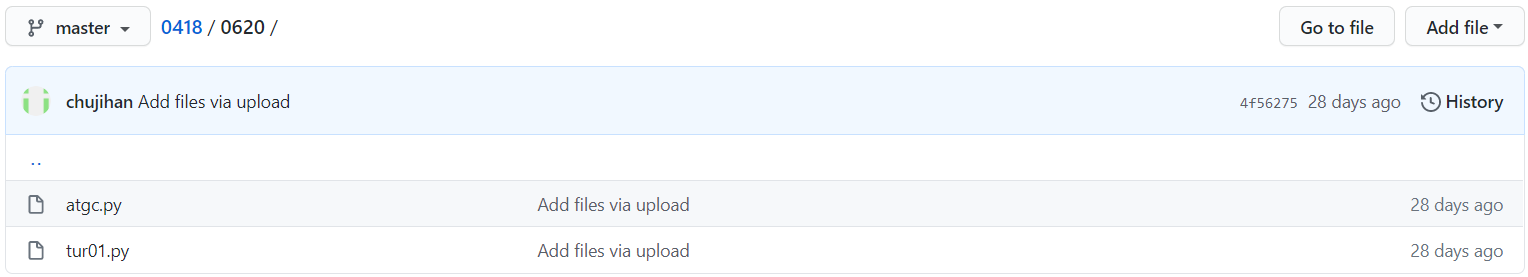 master 0418 / 0620 / Go to file Add file
chujihan Add files via upload 4f56275 28 days ago History
..
atgc.py Add files via upload 28 days ago
tur01.py Add files via upload 28 days ago